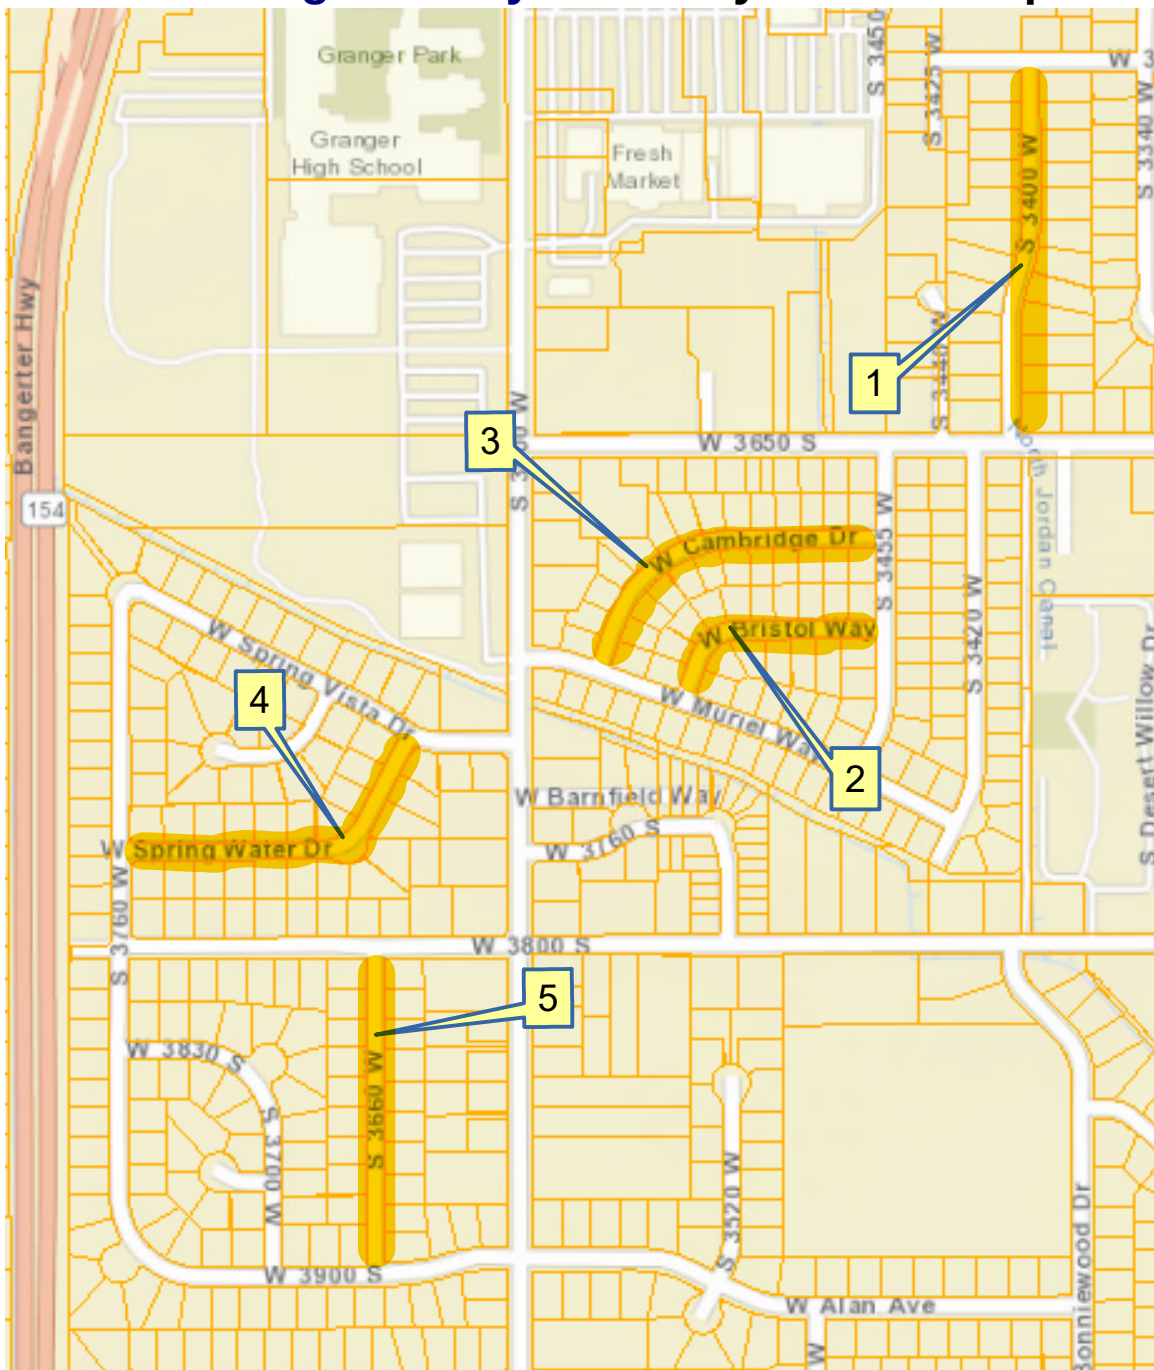 Granger Park
Granger
High School
Fresh
Market
S 3450
S 3425 W
W 3
S 3340 W
S 3400 W
1
S 3440 W
Bangerter Hwy
154
3
W 3650 S
W Cambridge Dr
W Bristol Way
S 3455 W
S 3420 W
North Jordan Canal
S Desert Willow Dr
W Spring Vista Dr
4
W Muriel Way
2
W Barnfield Way
W 3760 S
W Spring Water Dr
S 3760 W
W 3800 S
5
W 3830 S
S 3660 W
S 3700 W
S 3520 W
W 3900 S
W Alan Ave
Bonniewood Dr
W